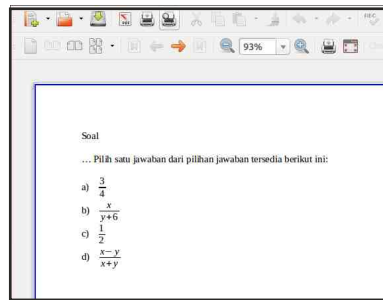 93%
Soal
... Pilih satu jawaban dari pilihan jawaban tersedia berikut ini:
a) 3/4
b) x/(y+6)
c) 1/2
d) (x−y)/(x+y)